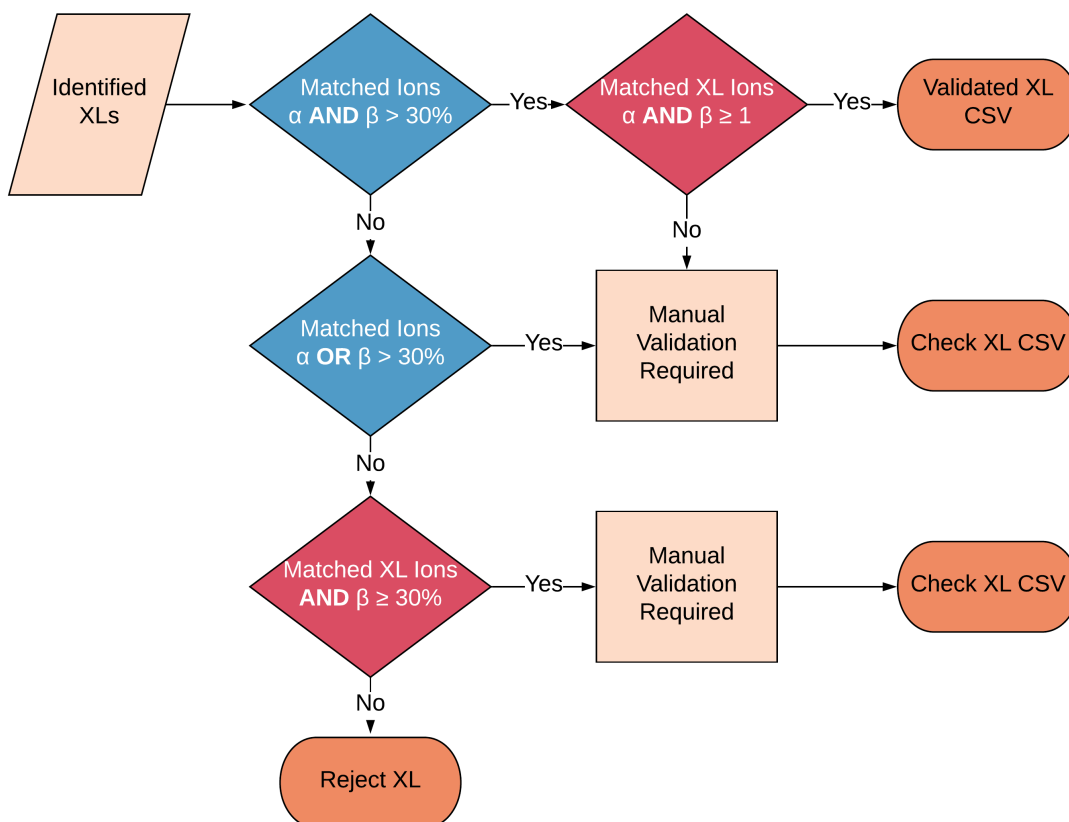 Identified
XLs
Matched Ions
α AND β > 30%
Yes
Matched XL Ions
α AND β ≥ 1
Yes
Validated XL
CSV
No
No
Matched Ions
α OR β > 30%
Yes
Manual
Validation
Required
Check XL CSV
No
Matched XL Ions
AND β ≥ 30%
Yes
Manual
Validation
Required
Check XL CSV
No
Reject XL